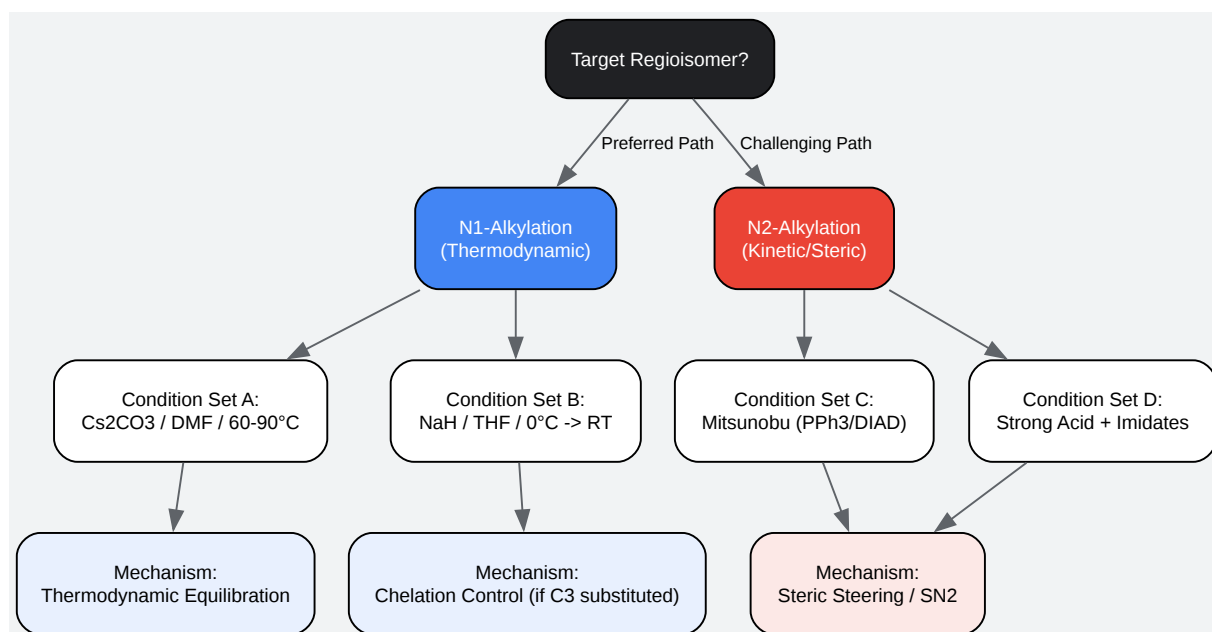 Target Regioisomer?
Preferred Path
Challenging Path
N1-Alkylation
(Thermodynamic)
N2-Alkylation
(Kinetic/Steric)
Condition Set A:
Cs2CO3 / DMF / 60-90°C
Condition Set B:
NaH / THF / 0°C -> RT
Condition Set C:
Mitsunobu (PPh3/DIAD)
Condition Set D:
Strong Acid + Imidates
Mechanism:
Thermodynamic Equilibration
Mechanism:
Chelation Control (if C3 substituted)
Mechanism:
Steric Steering / SN2